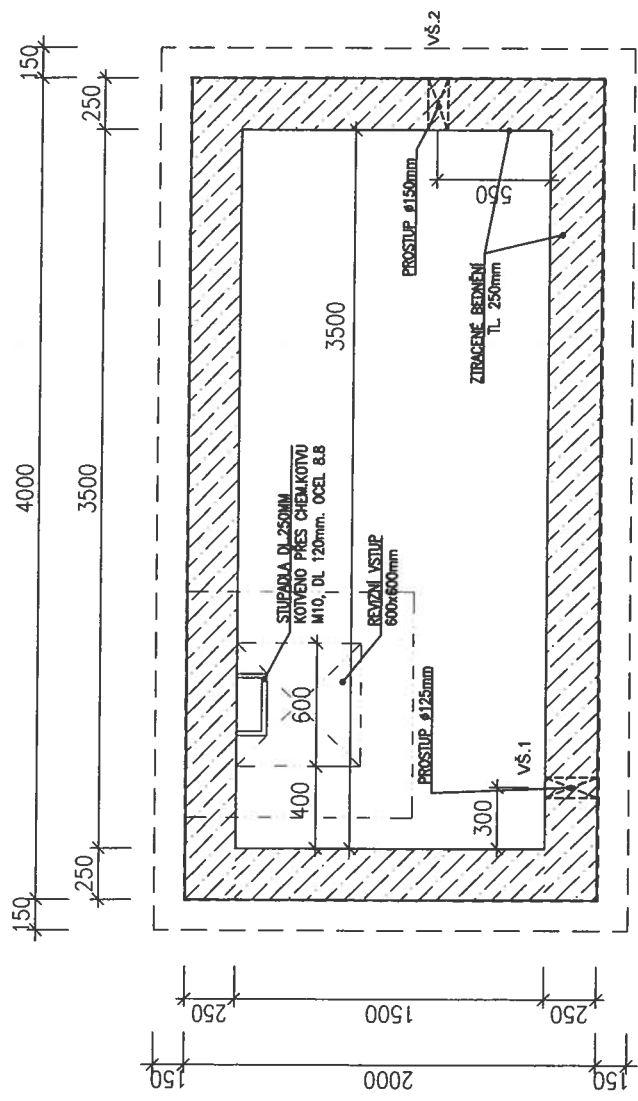 150
4000
150
250
3500
250
VŠ.2
PROSTUP ø150mm
550
3500
ZTRACENÉ BEDNĚNÍ
TL. 250mm
STUPADLA DL.250MM
KOTVENO PŘES CHEM.KOTVU
M10, DL 120mm. OCEL 8.8
REVIZNÍ VSTUP
600x600mm
600
400
PROSTUP ø125mm
VŠ.1
300
250
1500
250
150
2000
150